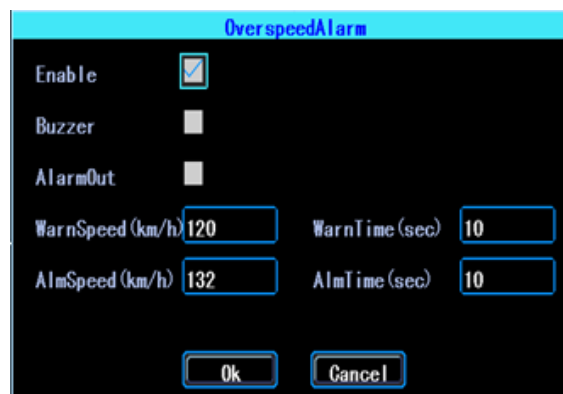 OverspeedAlarm
Enable
Buzzer
AlarmOut
WarnSpeed(km/h) 120 WarnTime(sec) 10
AlmSpeed(km/h) 132 AlmTime(sec) 10
Ok Cancel